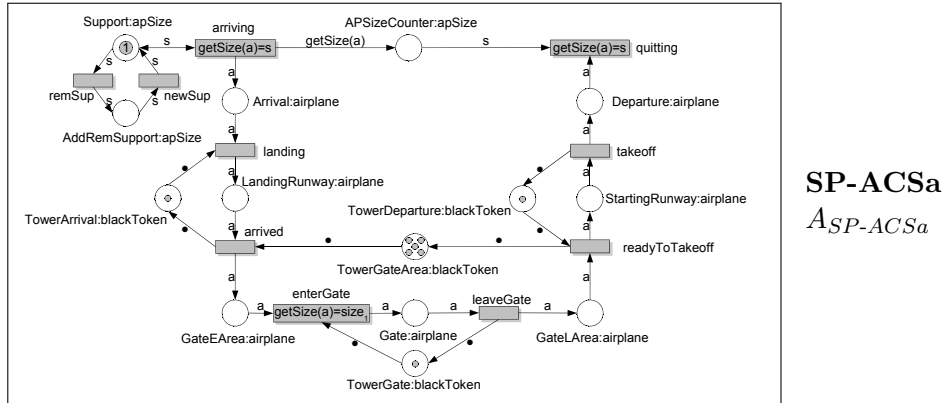 Support:apSize
arriving
APSizeCounter:apSize
1
s
getSize(a)=s
getSize(a)
s
getSize(a)=s
quitting
s
s
a
a
remSup
newSup
Arrival:airplane
Departure:airplane
s
s
a
a
AddRemSupport:apSize
landing
takeoff
a
a
LandingRunway:airplane
StartingRunway:airplane
TowerArrival:blackToken
TowerDeparture:blackToken
a
a
arrived
readyToTakeoff
TowerGateArea:blackToken
a
a
enterGate
leaveGate
a
getSize(a)=size1
a
a
a
GateEArea:airplane
Gate:airplane
GateLArea:airplane
TowerGate:blackToken
SP-ACSa
A_SP-ACSa